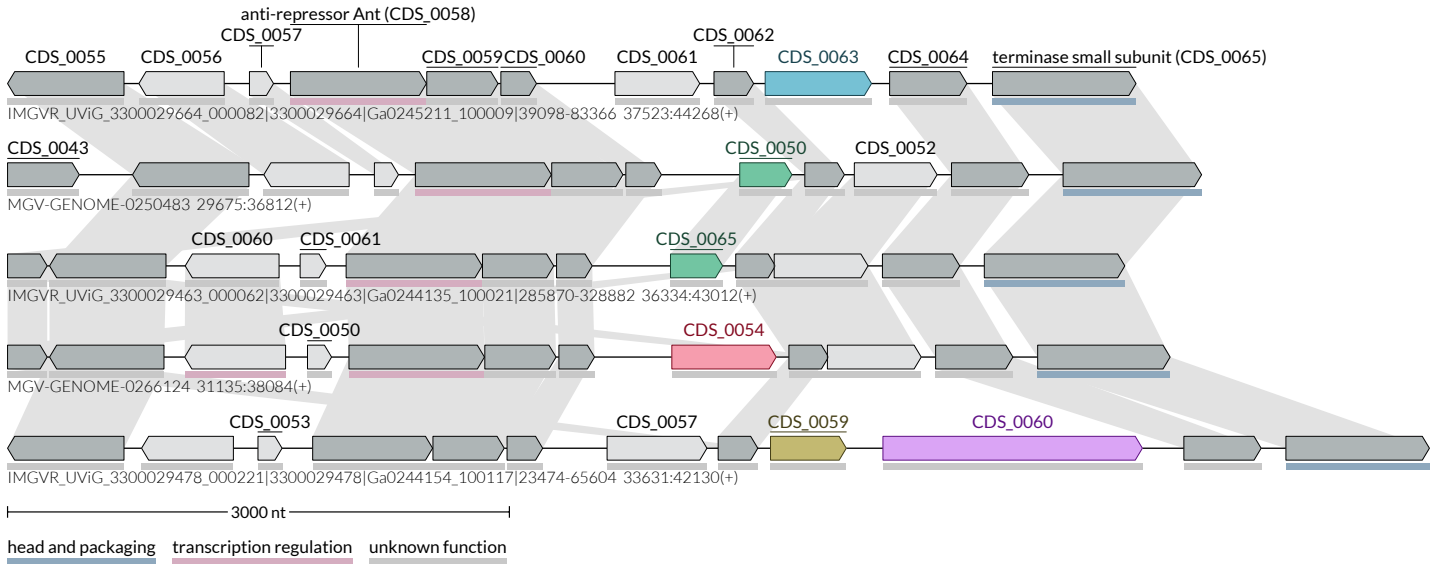 anti-repressor Ant (CDS_0058)
CDS_0057 CDS_0062
CDS_0055 CDS_0056 CDS_0059 CDS_0060 CDS_0061 CDS_0063 CDS_0064 terminase small subunit (CDS_0065)
IMGVR_UViG_3300029664_000082|3300029664|Ga0245211_100009|39098-83366 37523:44268(+)
CDS_0043 CDS_0050 CDS_0052
MGV-GENOME-0250483 29675:36812(+)
CDS_0060 CDS_0061 CDS_0065
IMGVR_UViG_3300029463_000062|3300029463|Ga0244135_100021|285870-328882 36334:43012(+)
CDS_0050 CDS_0054
MGV-GENOME-0266124 31135:38084(+)
CDS_0053 CDS_0057 CDS_0059 CDS_0060
IMGVR_UViG_3300029478_000221|3300029478|Ga0244154_100117|23474-65604 33631:42130(+)
3000 nt
head and packaging transcription regulation unknown function